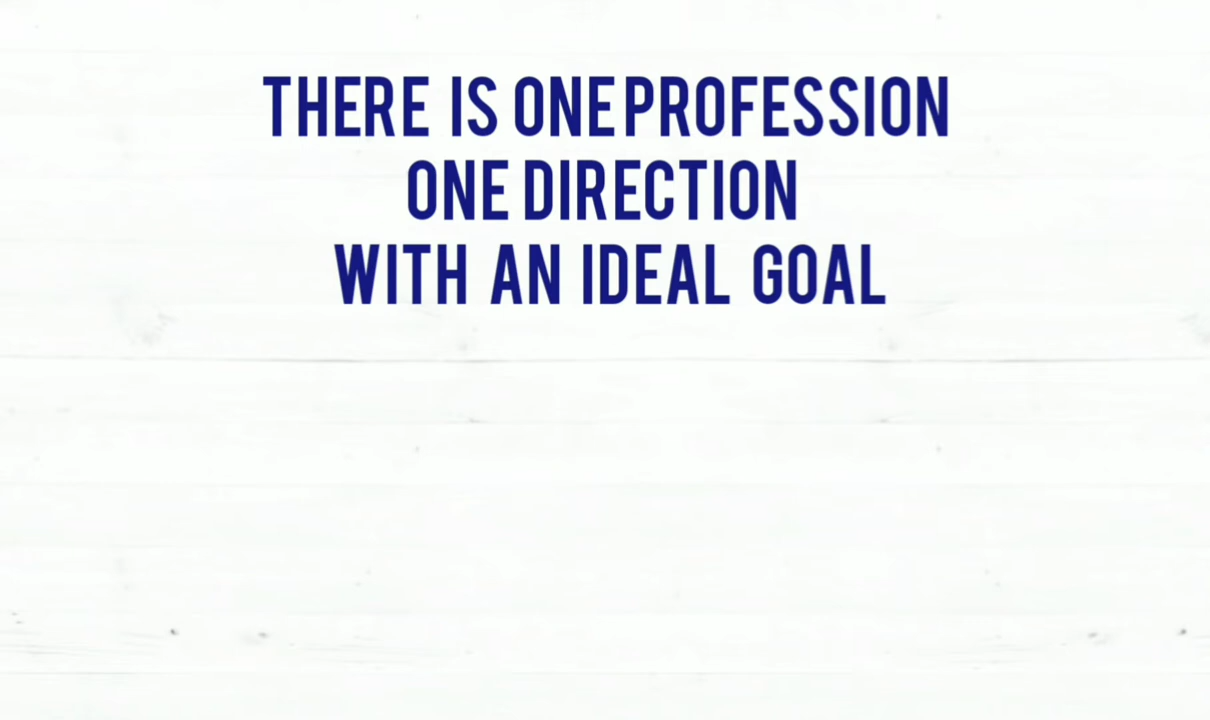 THERE IS ONE PROFESSION
ONE DIRECTION
WITH AN IDEAL GOAL